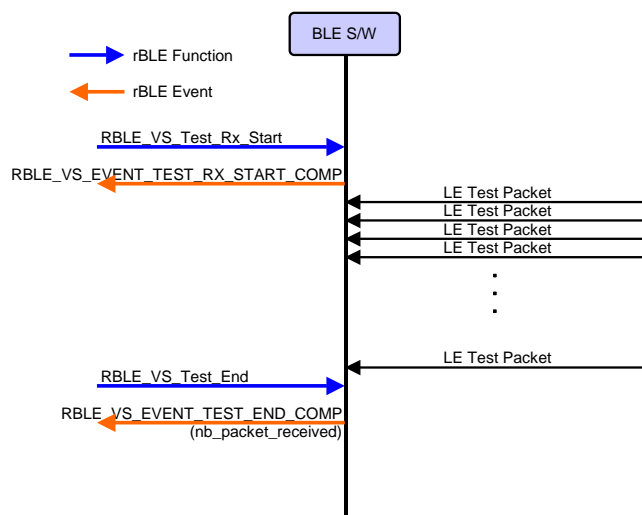 BLE S/W
rBLE Function
rBLE Event
RBLE_VS_Test_Rx_Start
RBLE_VS_EVENT_TEST_RX_START_COMP
LE Test Packet
LE Test Packet
LE Test Packet
LE Test Packet
LE Test Packet
RBLE_VS_Test_End
RBLE_VS_EVENT_TEST_END_COMP
(nb_packet_received)